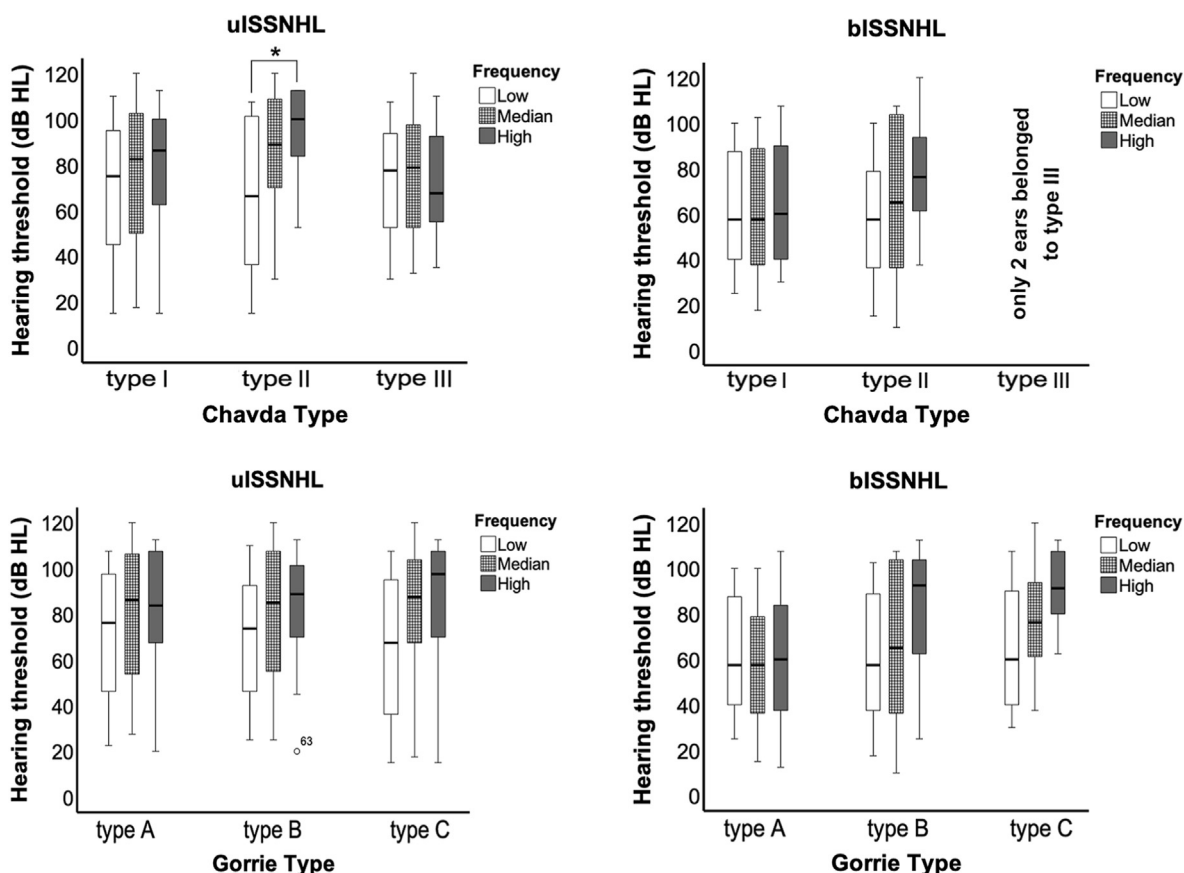 uISSNHL
*
Hearing threshold (dB HL)
120
100
80
60
40
20
0
type I
type II
type III
Chavda Type
Frequency
Low
Median
High
bISSNHL
Hearing threshold (dB HL)
120
100
80
60
40
20
0
only 2 ears belonged
to type III
type I
type II
type III
Chavda Type
Frequency
Low
Median
High
uISSNHL
Hearing threshold (dB HL)
120
100
80
60
40
20
0
63
type A
type B
type C
Gorrie Type
Frequency
Low
Median
High
bISSNHL
Hearing threshold (dB HL)
120
100
80
60
40
20
0
type A
type B
type C
Gorrie Type
Frequency
Low
Median
High